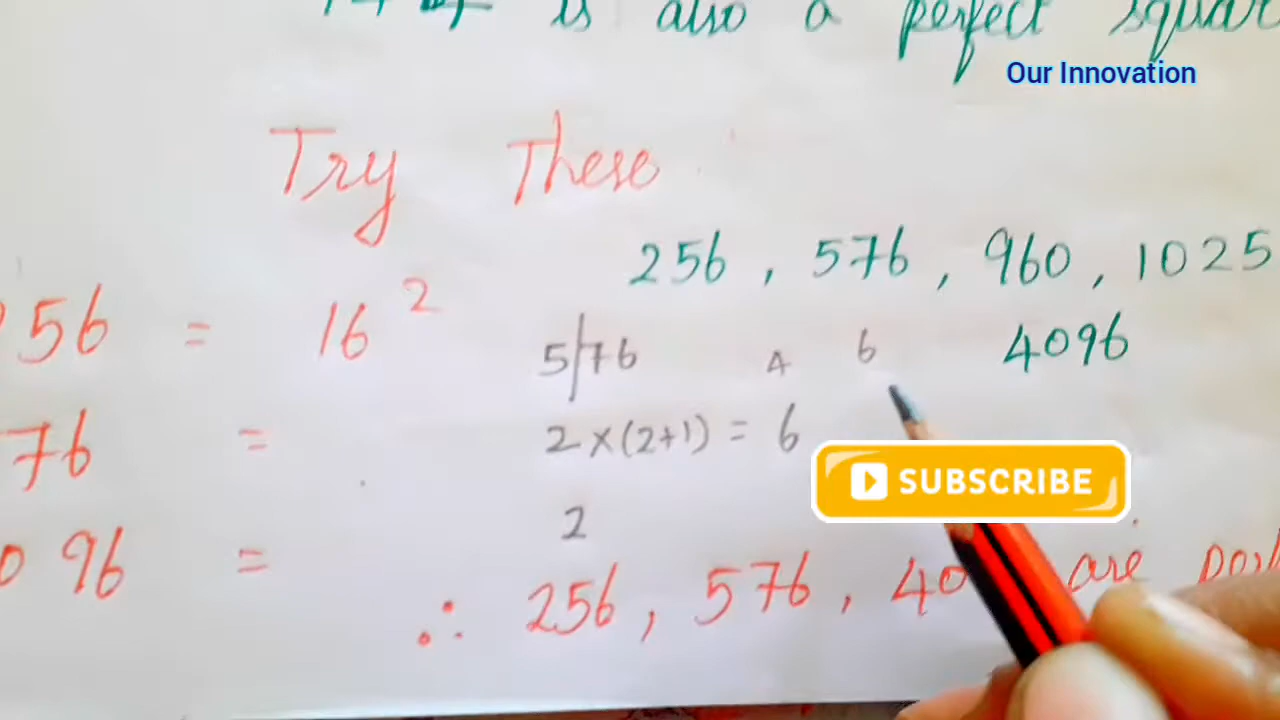 is also a perfect squar
Our Innovation
Try These
256 , 576 , 960 , 1025
4096
56 = 16²
5/76 4 6
76 =
2 × (2+1) = 6
SUBSCRIBE
2
096 =
∴ 256, 576, 40 are